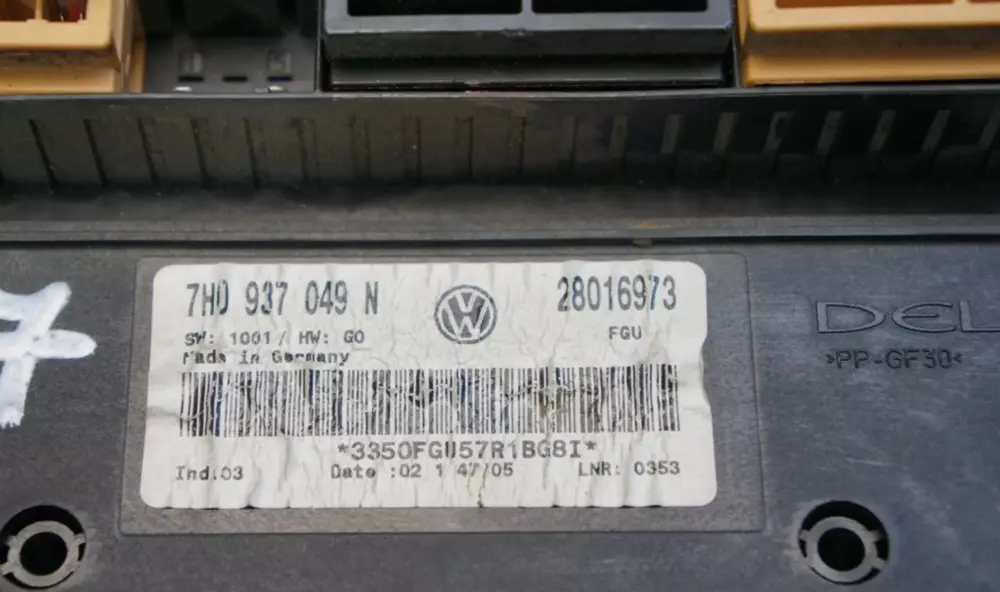 7H0 937 049 N
28016973
SW: 1001 / HW: G0
FGU
Made in Germany
*3350FGU57R1BG8I*
Ind.03
Date :02 1 47/05
LNR: 0353
DEL
>PP-GF30<
7